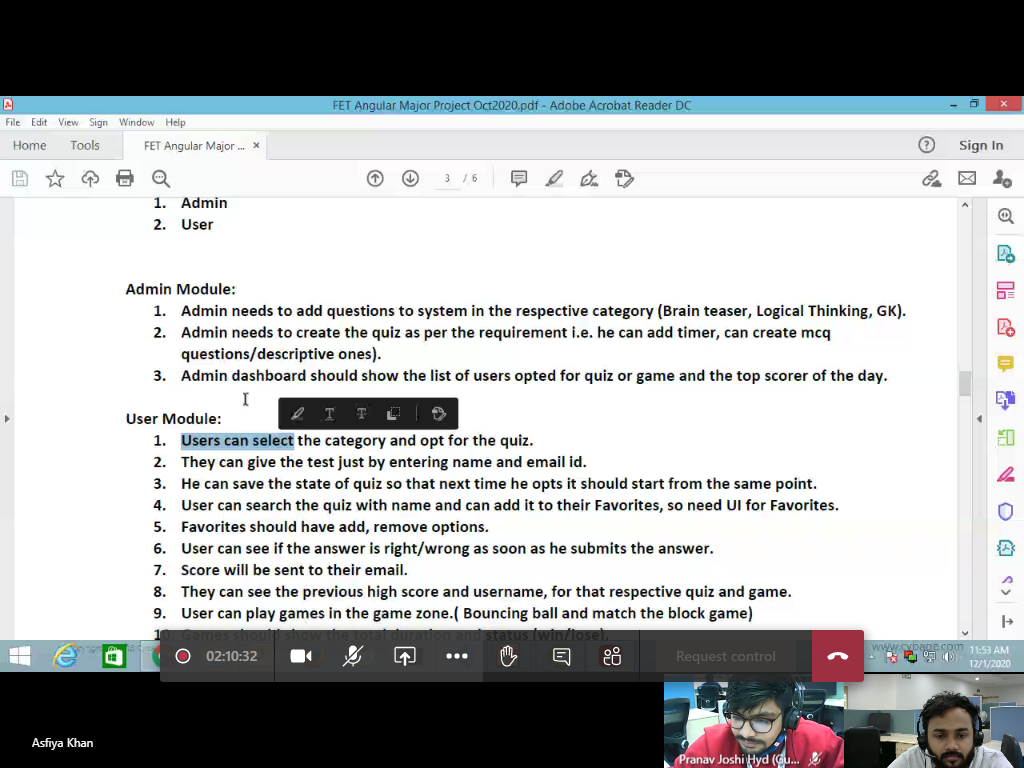 FET Angular Major Project Oct2020.pdf - Adobe Acrobat Reader DC
File Edit View Sign Window Help
Home Tools FET Angular Major ... × Sign In
3 / 6
1. Admin
2. User
Admin Module:
1. Admin needs to add questions to system in the respective category (Brain teaser, Logical Thinking, GK).
2. Admin needs to create the quiz as per the requirement i.e. he can add timer, can create mcq
questions/descriptive ones).
3. Admin dashboard should show the list of users opted for quiz or game and the top scorer of the day.
User Module:
1. Users can select the category and opt for the quiz.
2. They can give the test just by entering name and email id.
3. He can save the state of quiz so that next time he opts it should start from the same point.
4. User can search the quiz with name and can add it to their Favorites, so need UI for Favorites.
5. Favorites should have add, remove options.
6. User can see if the answer is right/wrong as soon as he submits the answer.
7. Score will be sent to their email.
8. They can see the previous high score and username, for that respective quiz and game.
9. User can play games in the game zone.( Bouncing ball and match the block game)
10. Games should show the total duration and status (win/lose).
www.cybage.com
02:10:32 Request control
11:53 AM
12/1/2020
Asfiya Khan
Pranav Joshi Hyd (Gu...